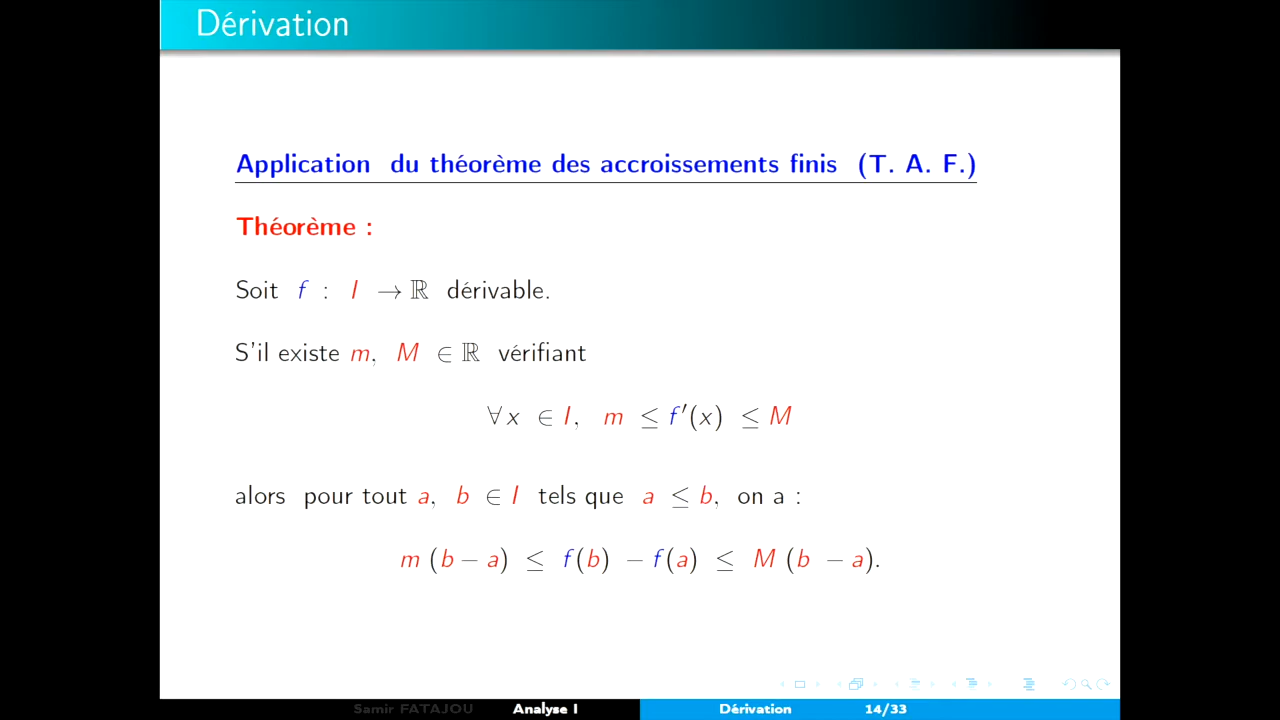 Dérivation
Application du théorème des accroissements finis (T. A. F.)
Théorème :
Soit f : I → ℝ dérivable.
S'il existe m, M ∈ ℝ vérifiant
∀ x ∈ I, m ≤ f′(x) ≤ M
alors pour tout a, b ∈ I tels que a ≤ b, on a :
m (b − a) ≤ f(b) − f(a) ≤ M (b − a).
Samir FATAJOU Analyse I Dérivation 14/33